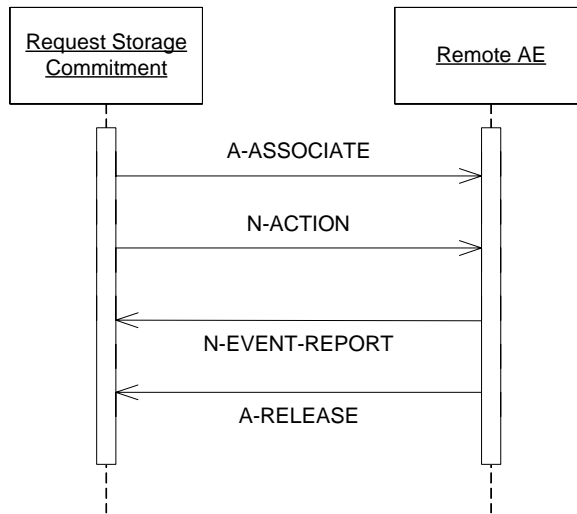 Request Storage
Commitment
Remote AE
A-ASSOCIATE
N-ACTION
N-EVENT-REPORT
A-RELEASE